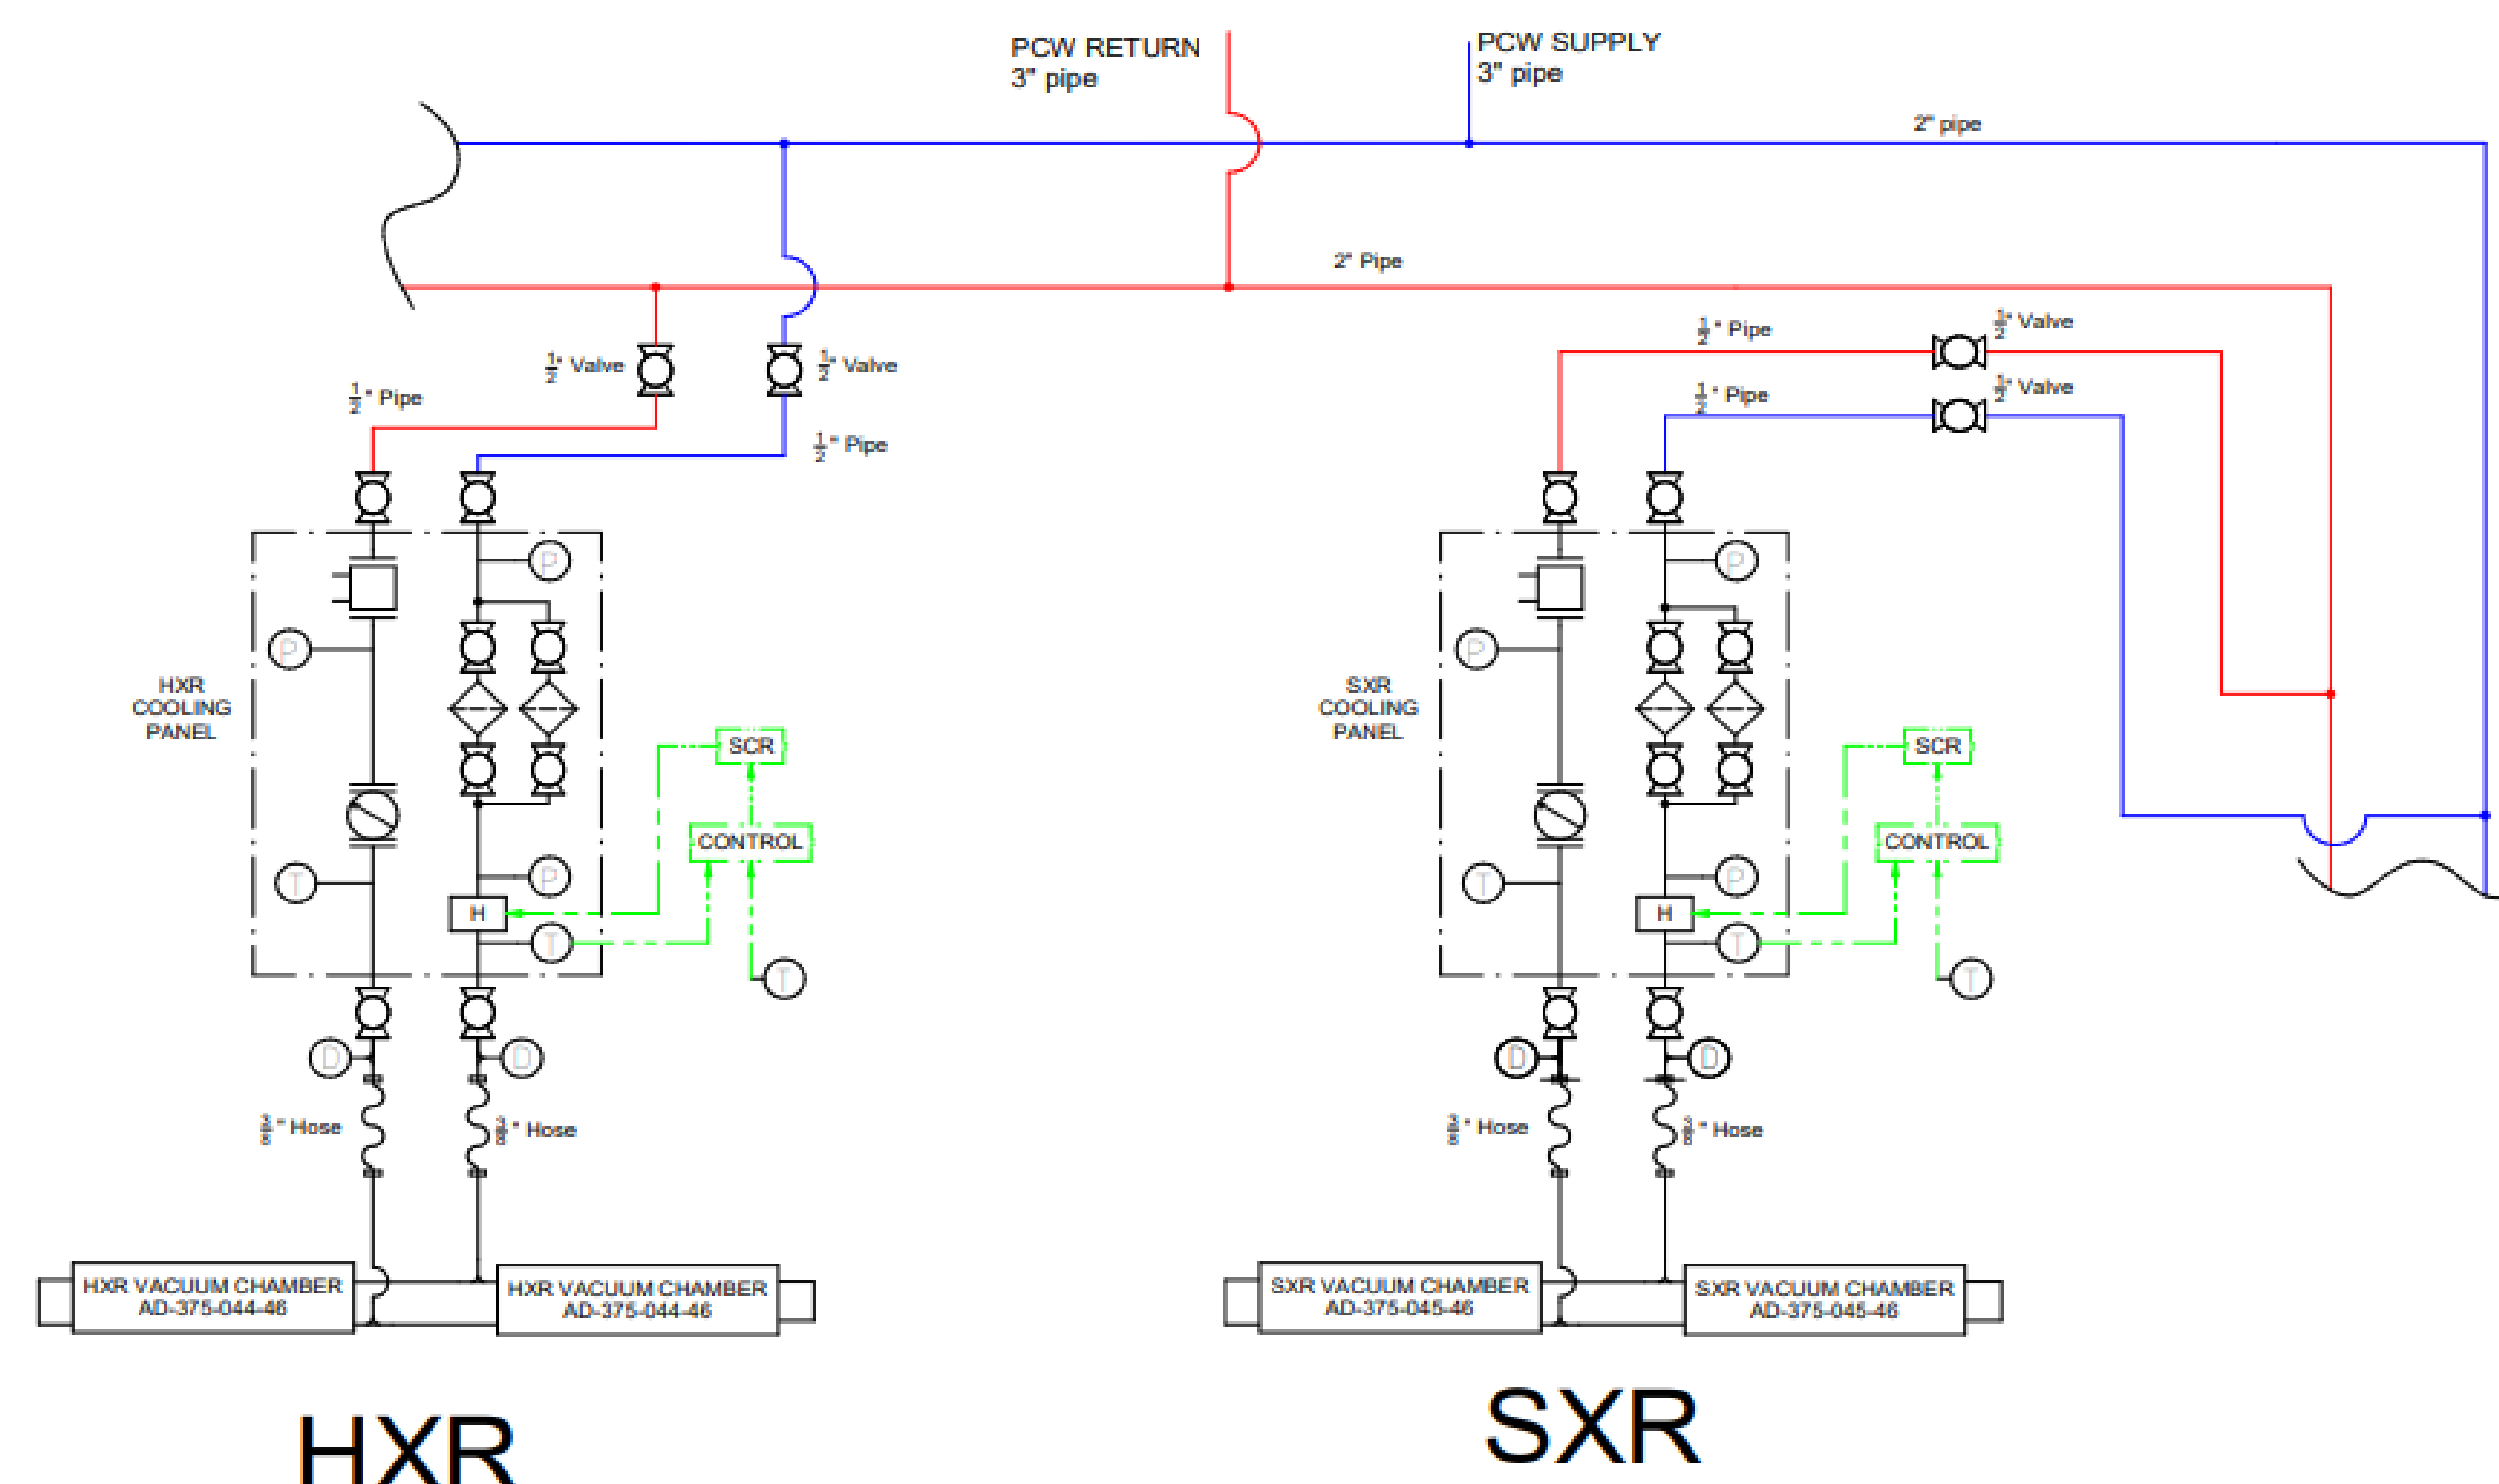 PCW RETURN
3" pipe
PCW SUPPLY
3" pipe
2" pipe
2" Pipe
1/2" Valve
1/2" Valve
1/2" Pipe
1/2" Pipe
1/2" Pipe
1/2" Valve
1/2" Pipe
1/2" Valve
P
P
HXR
COOLING
PANEL
SCR
CONTROL
T
P
H
T
T
D
D
3/8" Hose
3/8" Hose
HXR VACUUM CHAMBER
AD-375-044-46
HXR VACUUM CHAMBER
AD-375-044-46
HXR
P
P
SXR
COOLING
PANEL
SCR
CONTROL
T
P
H
T
T
D
D
3/8" Hose
3/8" Hose
SXR VACUUM CHAMBER
AD-375-045-46
SXR VACUUM CHAMBER
AD-375-045-46
SXR